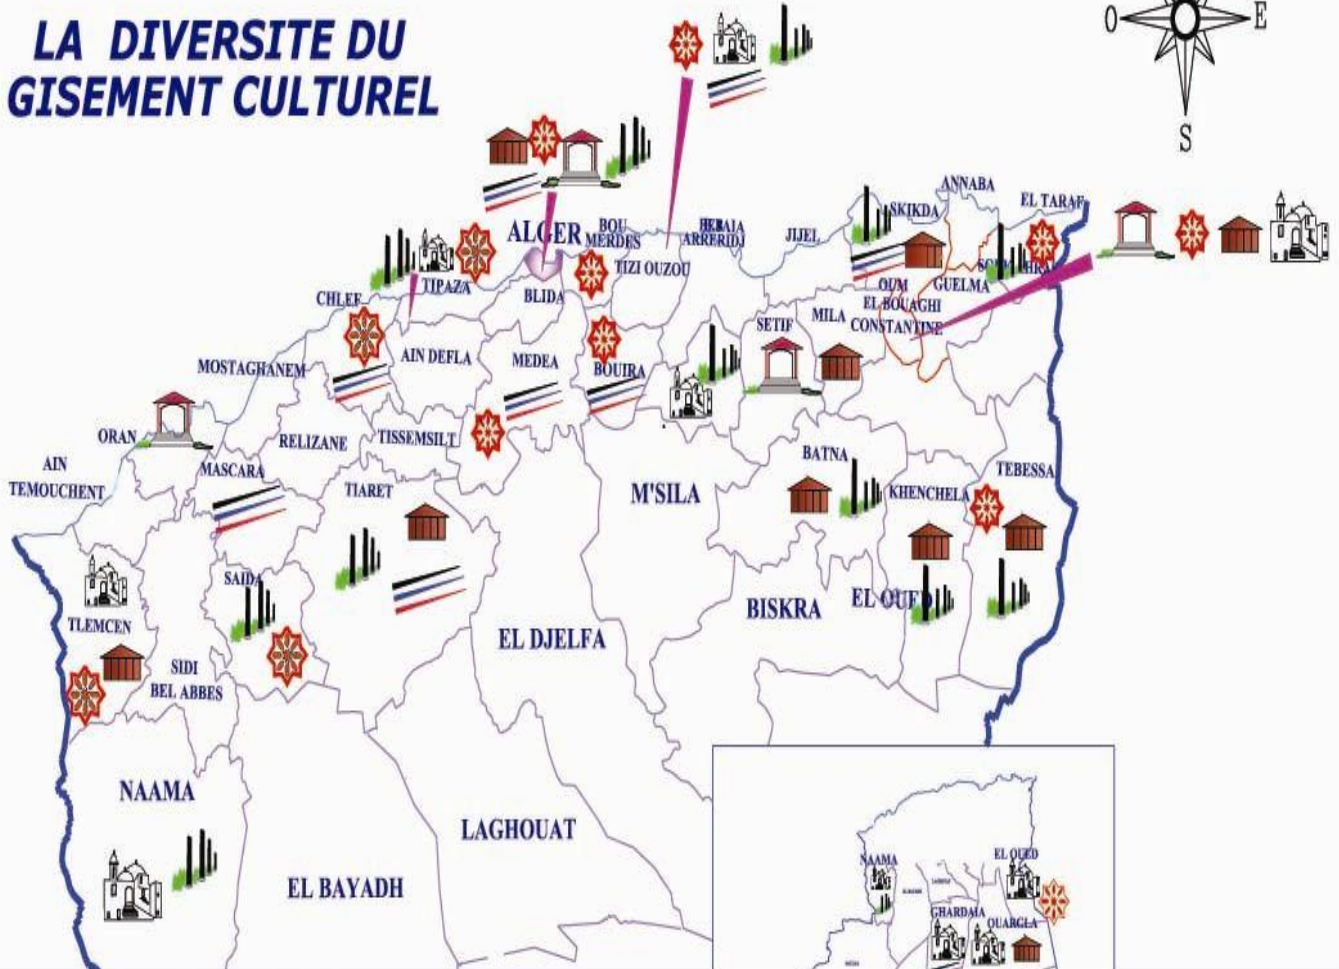 LA DIVERSITE DU
GISEMENT CULTUREL
O
E
S
ANNABA
SKIKDA
EL TARAF
ALGER
BOU
MERDES
ARRERIDJ
JIJEL
TIZI OUZOU
TIPAZA
BLIDA
CHLEF
OUM
EL BOUAGHI
GUELMA
CONSTANTINE
MILA
SETIF
AIN DEFLA
MEDEA
BOUIRA
MOSTAGHANEM
ORAN
RELIZANE
TISSEMSILT
AIN
TEMOUCHENT
MASCARA
TIARET
M'SILA
BATNA
KHENCHELA
TEBESSA
SAIDA
TLEMCEN
SIDI
BEL ABBES
EL DJELFA
BISKRA
EL OUED
NAAMA
LAGHOUAT
EL BAYADH
NAAMA
EL OUED
GHARDAIA
OUARGLA